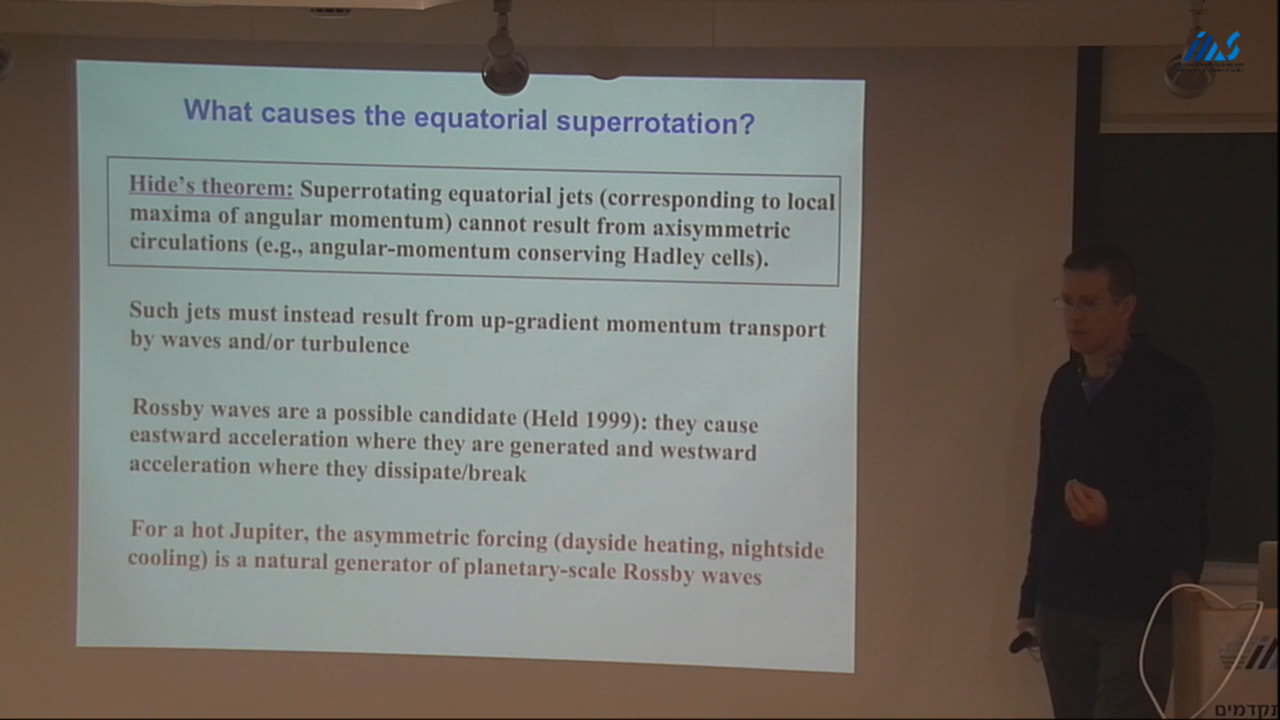 What causes the equatorial superrotation?
Hide's theorem: Superrotating equatorial jets (corresponding to local
maxima of angular momentum) cannot result from axisymmetric
circulations (e.g., angular-momentum conserving Hadley cells).
Such jets must instead result from up-gradient momentum transport
by waves and/or turbulence
Rossby waves are a possible candidate (Held 1999): they cause
eastward acceleration where they are generated and westward
acceleration where they dissipate/break
For a hot Jupiter, the asymmetric forcing (dayside heating, nightside
cooling) is a natural generator of planetary-scale Rossby waves
IIAS